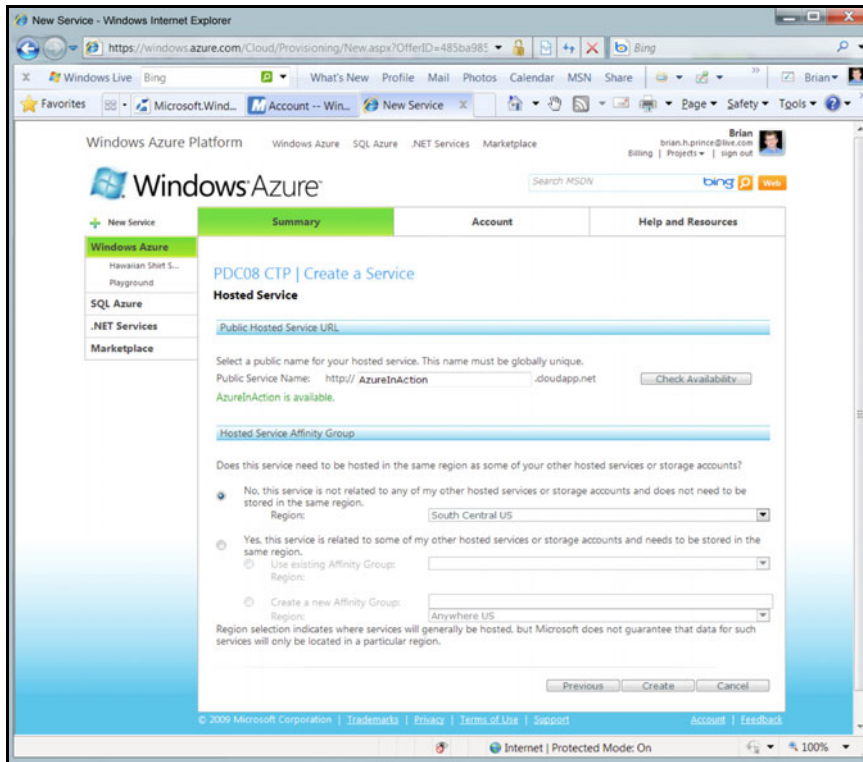 New Service - Windows Internet Explorer
https://windows.azure.com/Cloud/Provisioning/New.aspx?OfferID=485ba985
Bing
Windows Live Bing What's New Profile Mail Photos Calendar MSN Share » Brian
Favorites Microsoft.Wind... Account -- Win... New Service X Page Safety Tools
Windows Azure Platform Windows Azure SQL Azure .NET Services Marketplace
Brian
brian.h.prince@live.com
Billing | Projects | sign out
Windows Azure
Search MSDN bing Web
New Service
Summary Account Help and Resources
Windows Azure
Hawaiian Shirt S...
Playground
SQL Azure
.NET Services
Marketplace
PDC08 CTP | Create a Service
Hosted Service
Public Hosted Service URL
Select a public name for your hosted service. This name must be globally unique.
Public Service Name: http:// AzureInAction .cloudapp.net Check Availability
AzureInAction is available.
Hosted Service Affinity Group
Does this service need to be hosted in the same region as some of your other hosted services or storage accounts?
No, this service is not related to any of my other hosted services or storage accounts and does not need to be
stored in the same region.
Region: South Central US
Yes, this service is related to some of my other hosted services or storage accounts and needs to be stored in the
same region.
Use existing Affinity Group:
Region:
Create a new Affinity Group:
Region: Anywhere US
Region selection indicates where services will generally be hosted, but Microsoft does not guarantee that data for such
services will only be located in a particular region.
Previous Create Cancel
© 2009 Microsoft Corporation | Trademarks | Privacy | Terms of Use | Support Account | Feedback
Internet | Protected Mode: On 100%